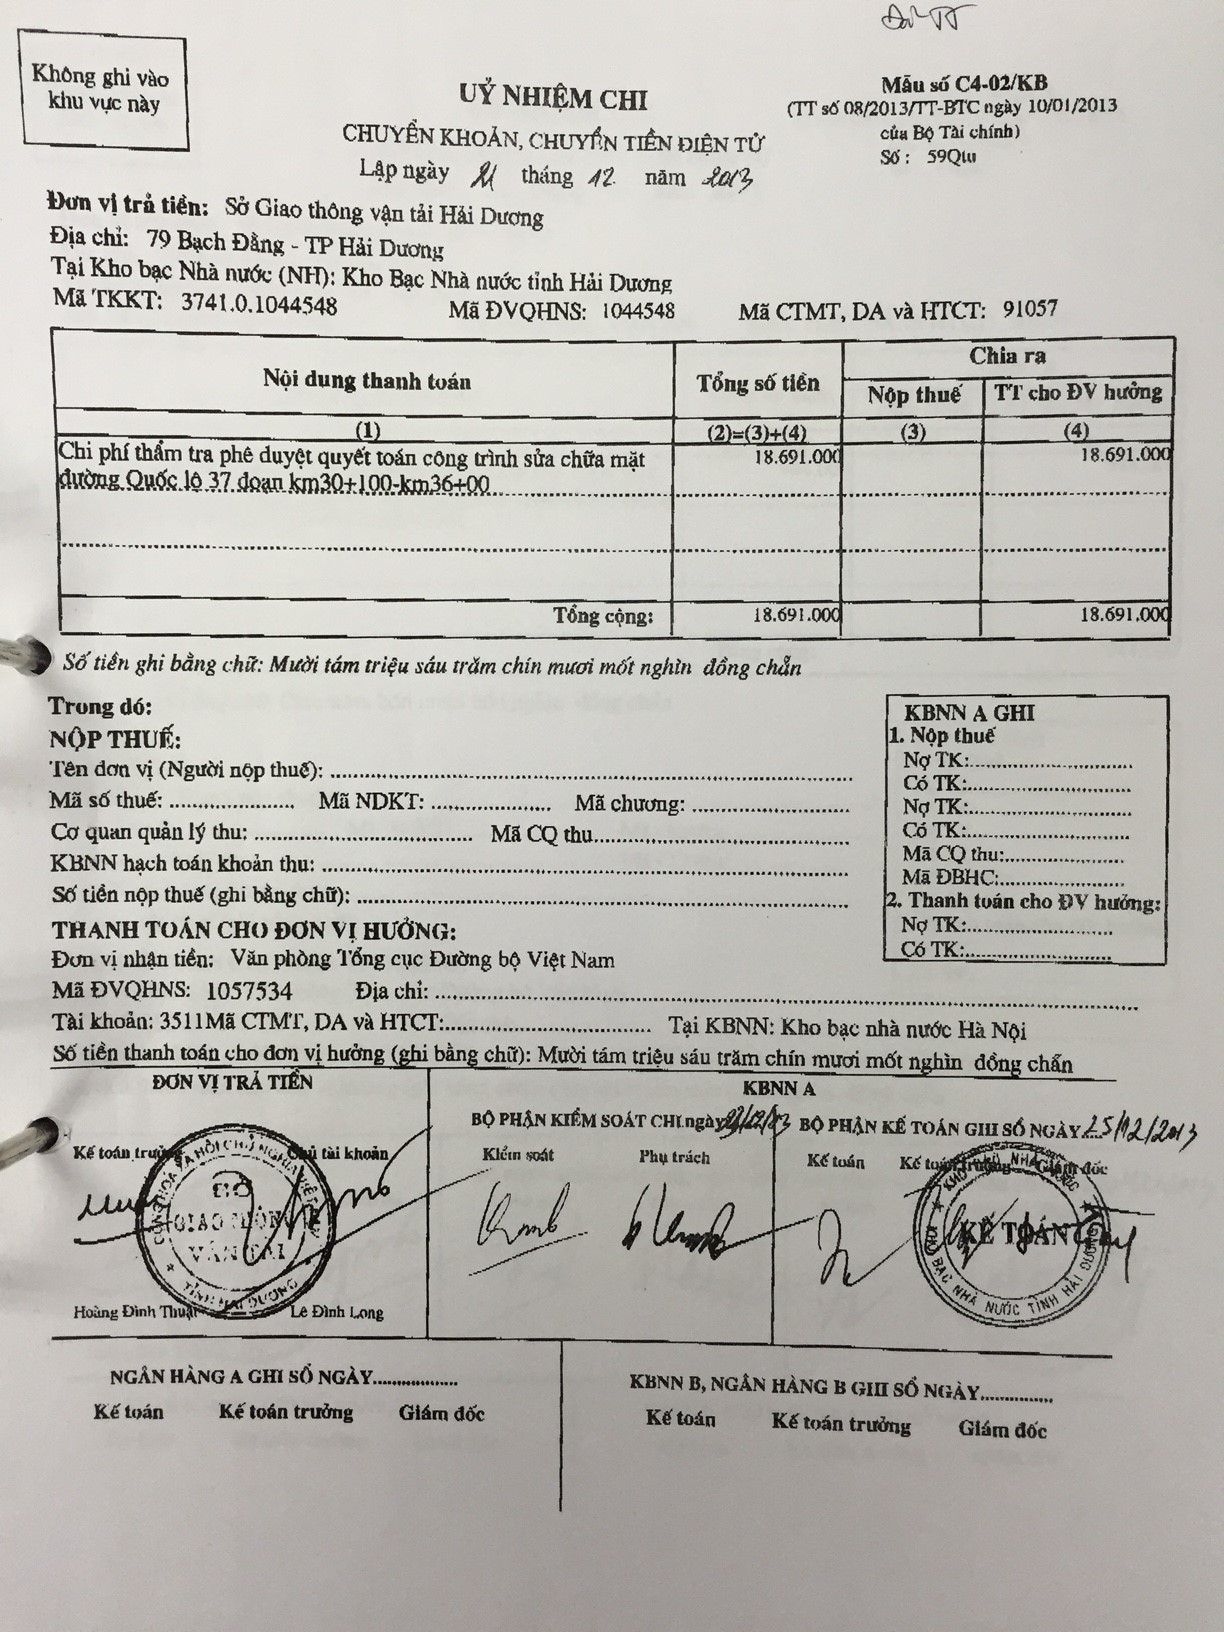 Không ghi vào
khu vực này
UỶ NHIỆM CHI
CHUYỂN KHOẢN, CHUYỂN TIỀN ĐIỆN TỬ
Lập ngày 21 tháng 12 năm 2013
Mẫu số C4-02/KB
(TT số 08/2013/TT-BTC ngày 10/01/2013
của Bộ Tài chính)
Số: 59Qlu
Đơn vị trả tiền: Sở Giao thông vận tải Hải Dương
Địa chỉ: 79 Bạch Đằng - TP Hải Dương
Tại Kho bạc Nhà nước (NH): Kho Bạc Nhà nước tỉnh Hải Dương
Mã TKKT: 3741.0.1044548 Mã ĐVQHNS: 1044548 Mã CTMT, DA và HTCT: 91057
Nội dung thanh toán Tổng số tiền Chia ra
Nộp thuế TT cho ĐV hưởng
(1) (2)=(3)+(4) (3) (4)
Chi phí thẩm tra phê duyệt quyết toán công trình sửa chữa mặt 18.691.000 18.691.000
đường Quốc lộ 37 đoạn km30+100-km36+00
Tổng cộng: 18.691.000 18.691.000
Số tiền ghi bằng chữ: Mười tám triệu sáu trăm chín mươi mốt nghìn đồng chẵn
Trong đó:
NỘP THUẾ:
Tên đơn vị (Người nộp thuế):
Mã số thuế: Mã NDKT: Mã chương:
Cơ quan quản lý thu: Mã CQ thu
KBNN hạch toán khoản thu:
Số tiền nộp thuế (ghi bằng chữ):
KBNN A GHI
1. Nộp thuế
Nợ TK:
Có TK:
Nợ TK:
Có TK:
Mã CQ thu:
Mã ĐBHC:
2. Thanh toán cho ĐV hưởng:
Nợ TK:
Có TK:
THANH TOÁN CHO ĐƠN VỊ HƯỞNG:
Đơn vị nhận tiền: Văn phòng Tổng cục Đường bộ Việt Nam
Mã ĐVQHNS: 1057534 Địa chỉ:
Tài khoản: 3511Mã CTMT, DA và HTCT: Tại KBNN: Kho bạc nhà nước Hà Nội
Số tiền thanh toán cho đơn vị hưởng (ghi bằng chữ): Mười tám triệu sáu trăm chín mươi mốt nghìn đồng chẵn
ĐƠN VỊ TRẢ TIỀN KBNN A
BỘ PHẬN KIỂM SOÁT CHI ngày BỘ PHẬN KẾ TOÁN GHI SỔ NGÀY 25/12/2013
Kế toán trưởng Chủ tài khoản Kiểm soát Phụ trách Kế toán Kế toán trưởng Giám đốc
CỘNG HÒA XÃ HỘI CHỦ NGHĨA VIỆT
SỞ
GIAO THÔNG
VẬN TẢI
TỈNH HẢI DƯƠNG
KHO BẠC NHÀ NƯỚC
KẾ TOÁN
KHO BẠC NHÀ NƯỚC TỈNH HẢI DƯƠNG
Hoàng Đình Thuật Lê Đình Long
NGÂN HÀNG A GHI SỔ NGÀY KBNN B, NGÂN HÀNG B GHI SỔ NGÀY
Kế toán Kế toán trưởng Giám đốc Kế toán Kế toán trưởng Giám đốc